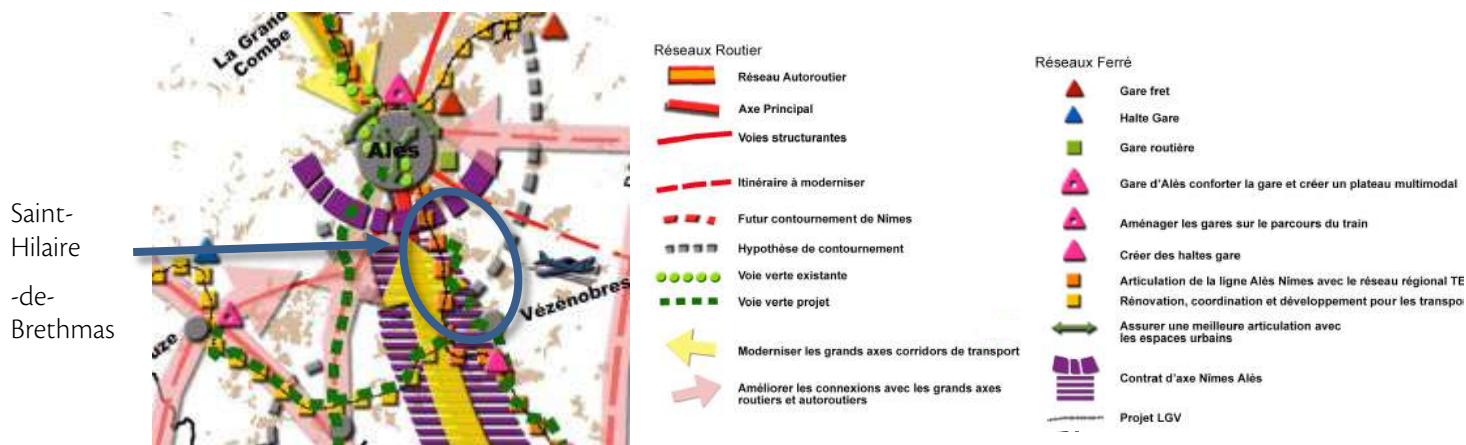 Saint-
Hilaire
-de-
Brethmas
La Grand
Combe
Alès
Vézénobres
uze
Réseaux Routier
Réseau Autoroutier
Axe Principal
Voies structurantes
Itinéraire à moderniser
Futur contournement de Nîmes
Hypothèse de contournement
Voie verte existante
Voie verte projet
Moderniser les grands axes corridors de transport
Améliorer les connexions avec les grands axes
routiers et autoroutiers
Réseaux Ferré
Gare fret
Halte Gare
Gare routière
Gare d'Alès conforter la gare et créer un plateau multimodal
Aménager les gares sur le parcours du train
Créer des haltes gare
Articulation de la ligne Alès Nîmes avec le réseau régional TE
Rénovation, coordination et développement pour les transpor
Assurer une meilleure articulation avec
les espaces urbains
Contrat d'axe Nîmes Alès
Projet LGV